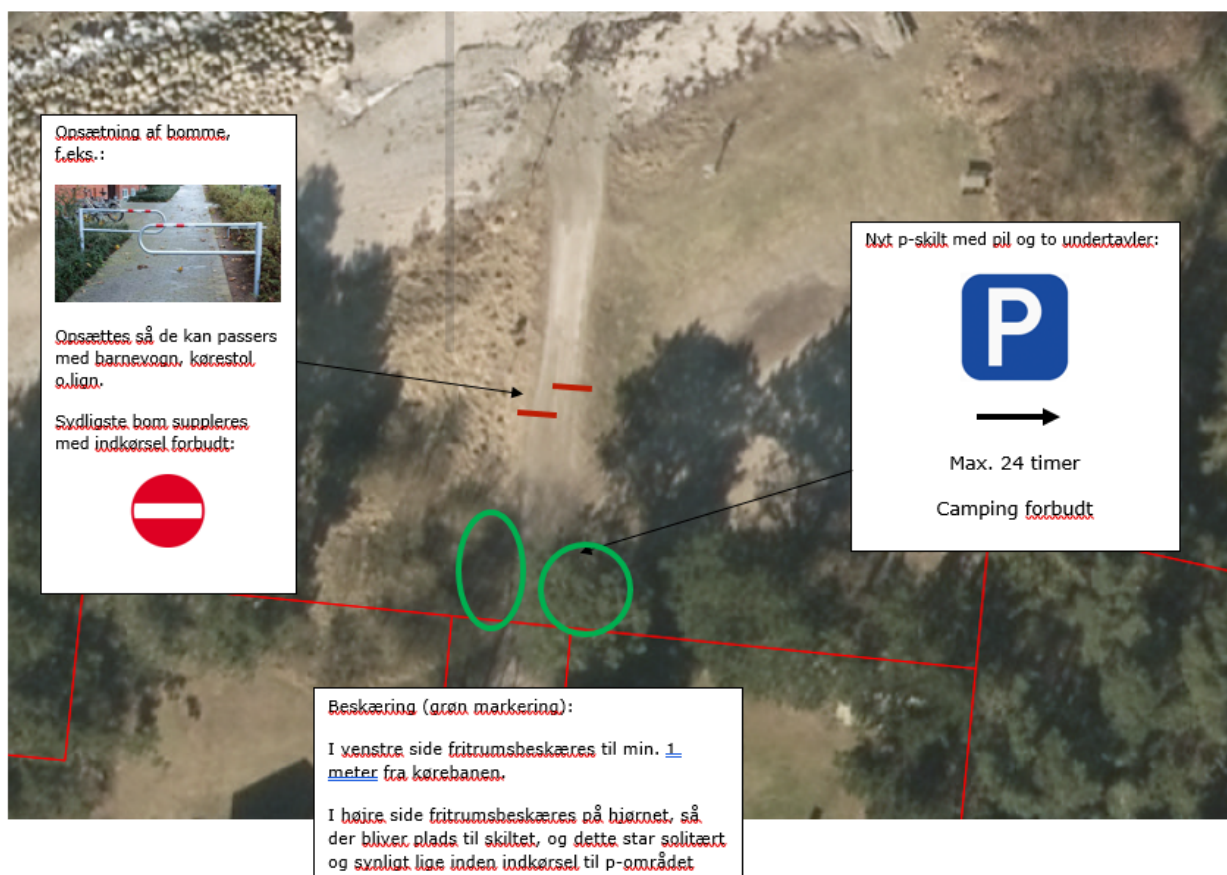 Opsætning af bomme,
f.eks.:
Opsættes så de kan passers
med barnevogn, kørestol
o.lign.
Sydligste bom suppleres
med indkørsel forbudt:
Nyt p-skilt med pil og to undertavler:
P
Max. 24 timer
Camping forbudt
Beskæring (grøn markering):
I venstre side fritrumsbeskæres til min. 1
meter fra kørebanen.
I højre side fritrumsbeskæres på hjørnet, så
der bliver plads til skiltet, og dette star solitært
og synligt lige inden indkørsel til p-området